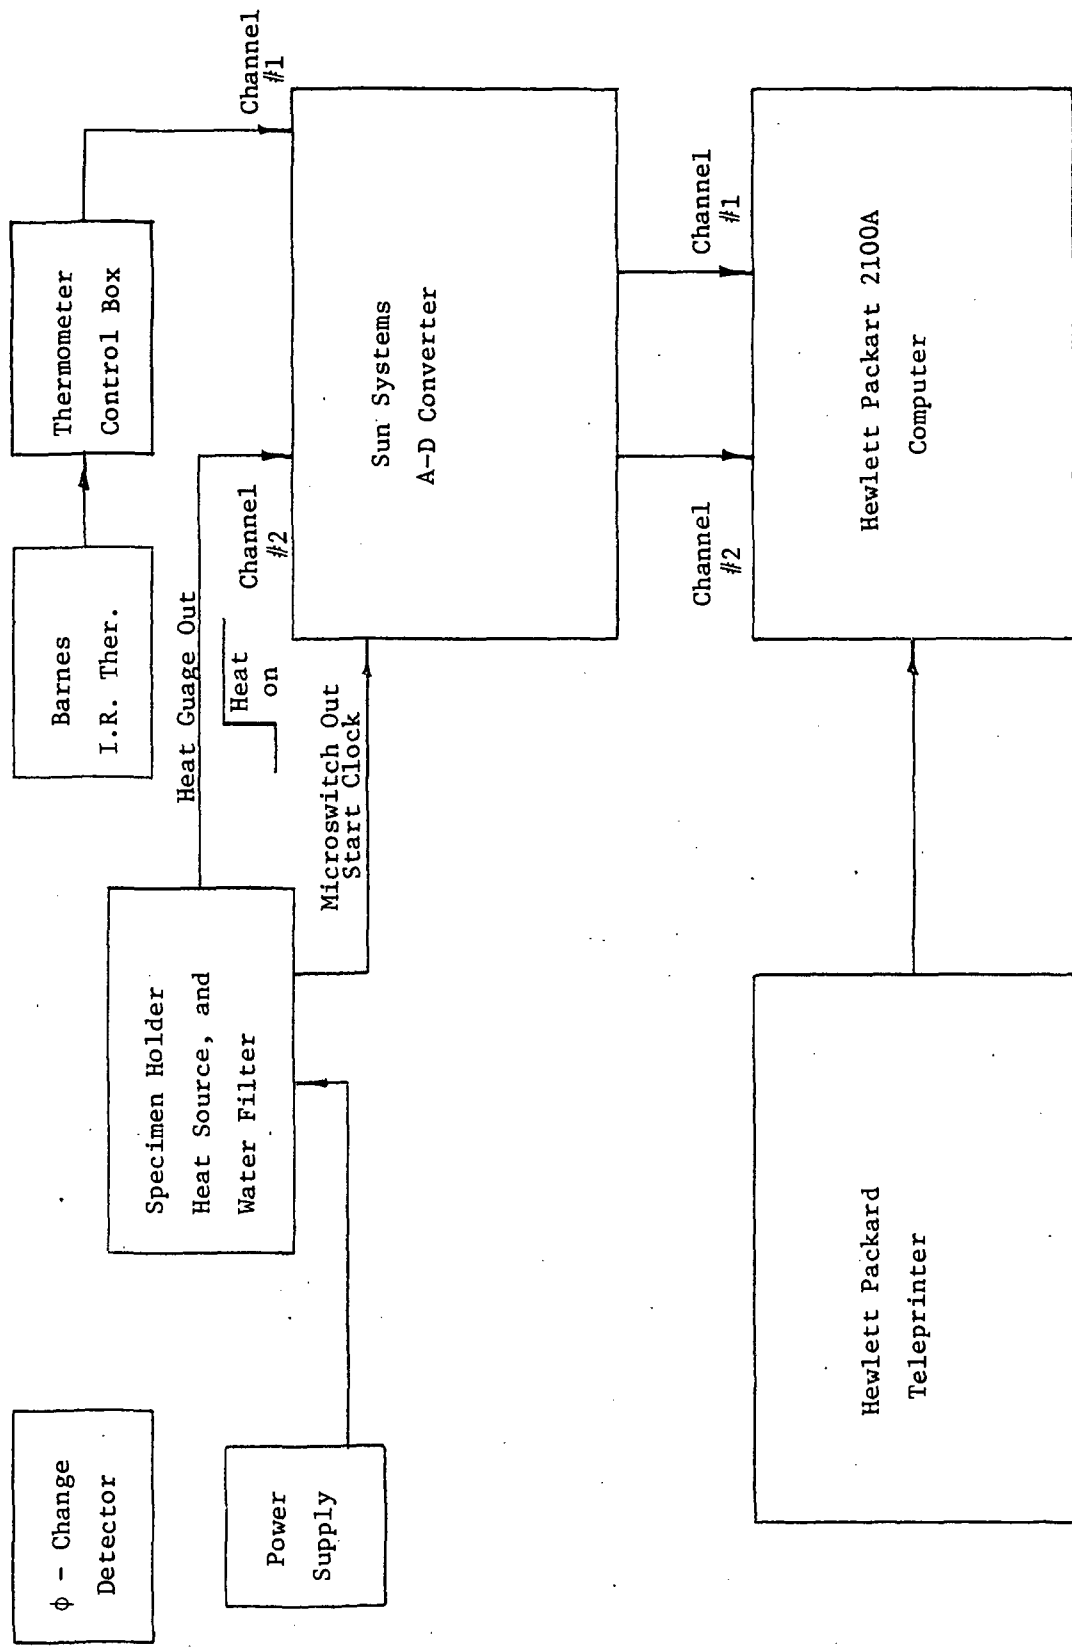 φ - Change
Detector
Power
Supply
Specimen Holder
Heat Source, and
Water Filter
Barnes
I.R. Ther.
Thermometer
Control Box
Heat Guage Out
Heat
on
Channel
#2
Channel
#1
Microswitch Out
Start Clock
Sun Systems
A-D Converter
Channel
#2
Channel
#1
Hewlett Packard
Teleprinter
Hewlett Packart 2100A
Computer